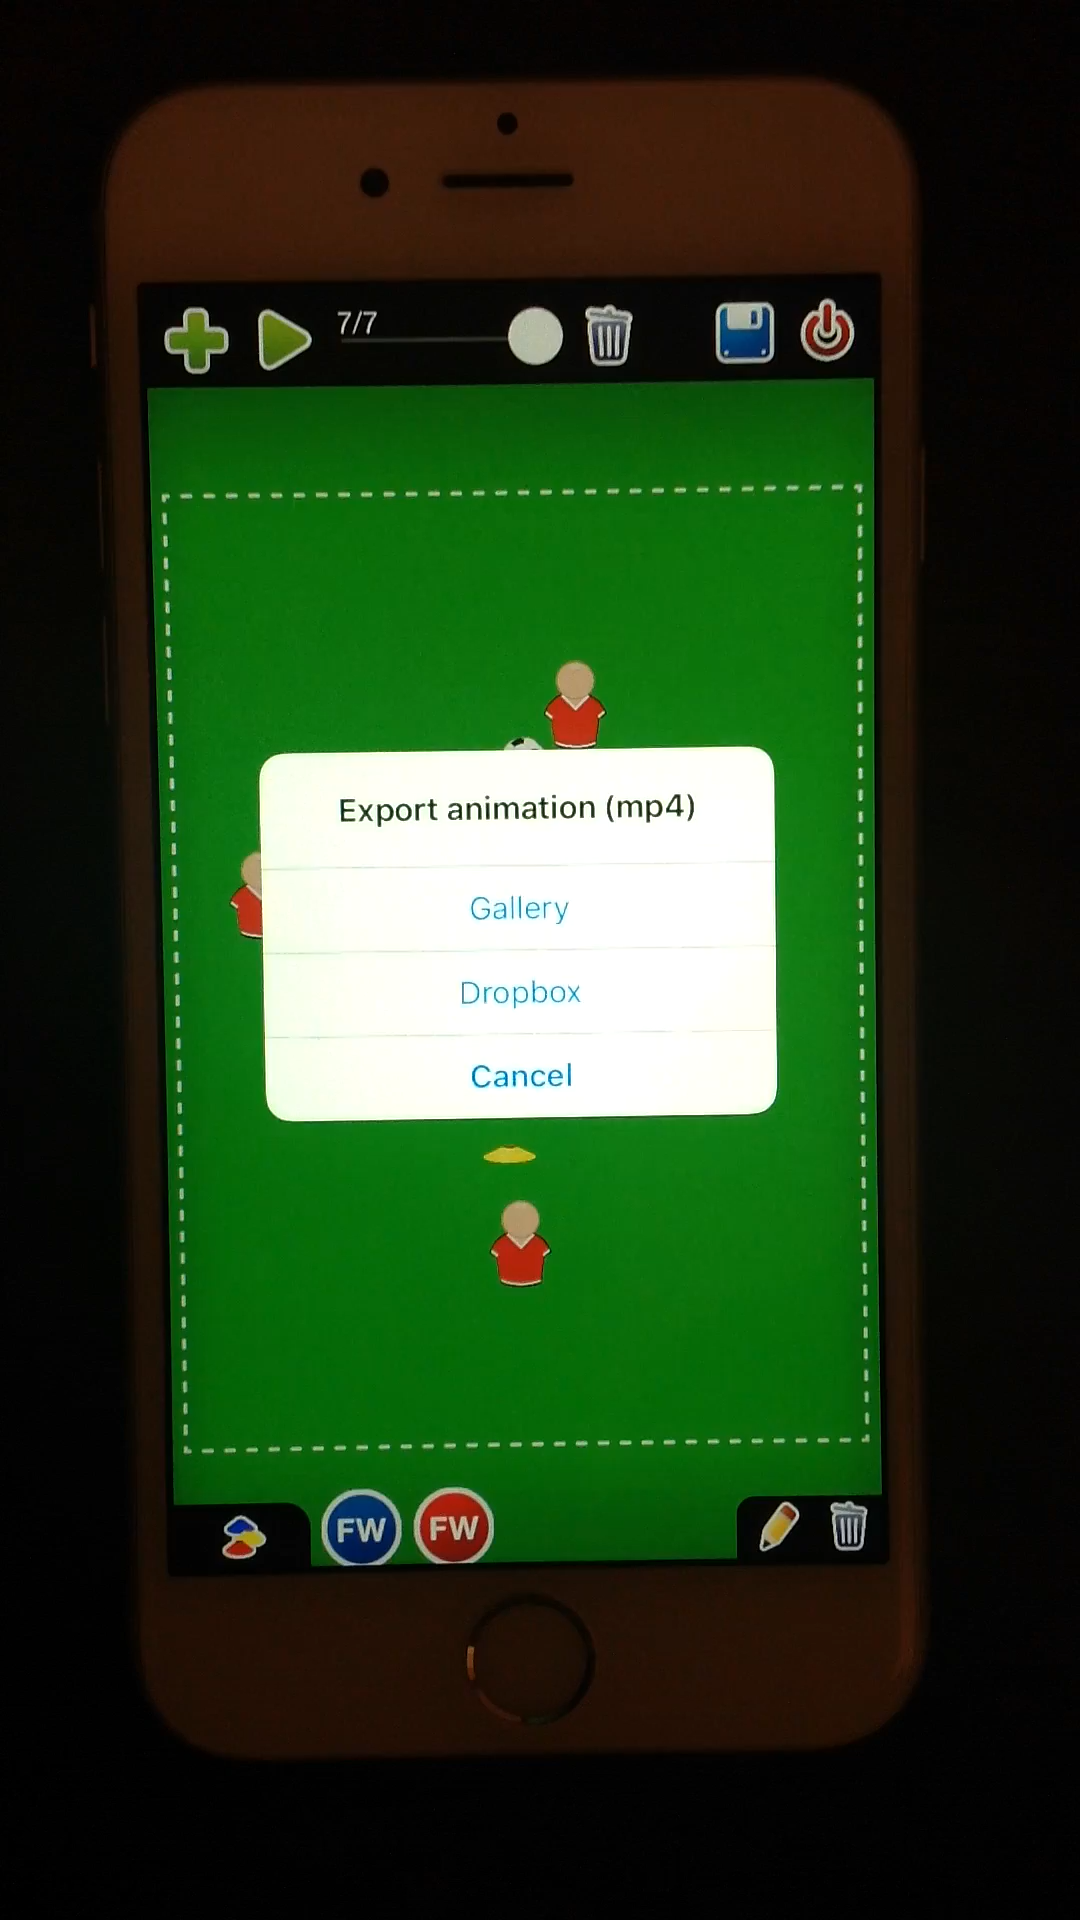 7/7
Export animation (mp4)
Gallery
Dropbox
Cancel
FW FW